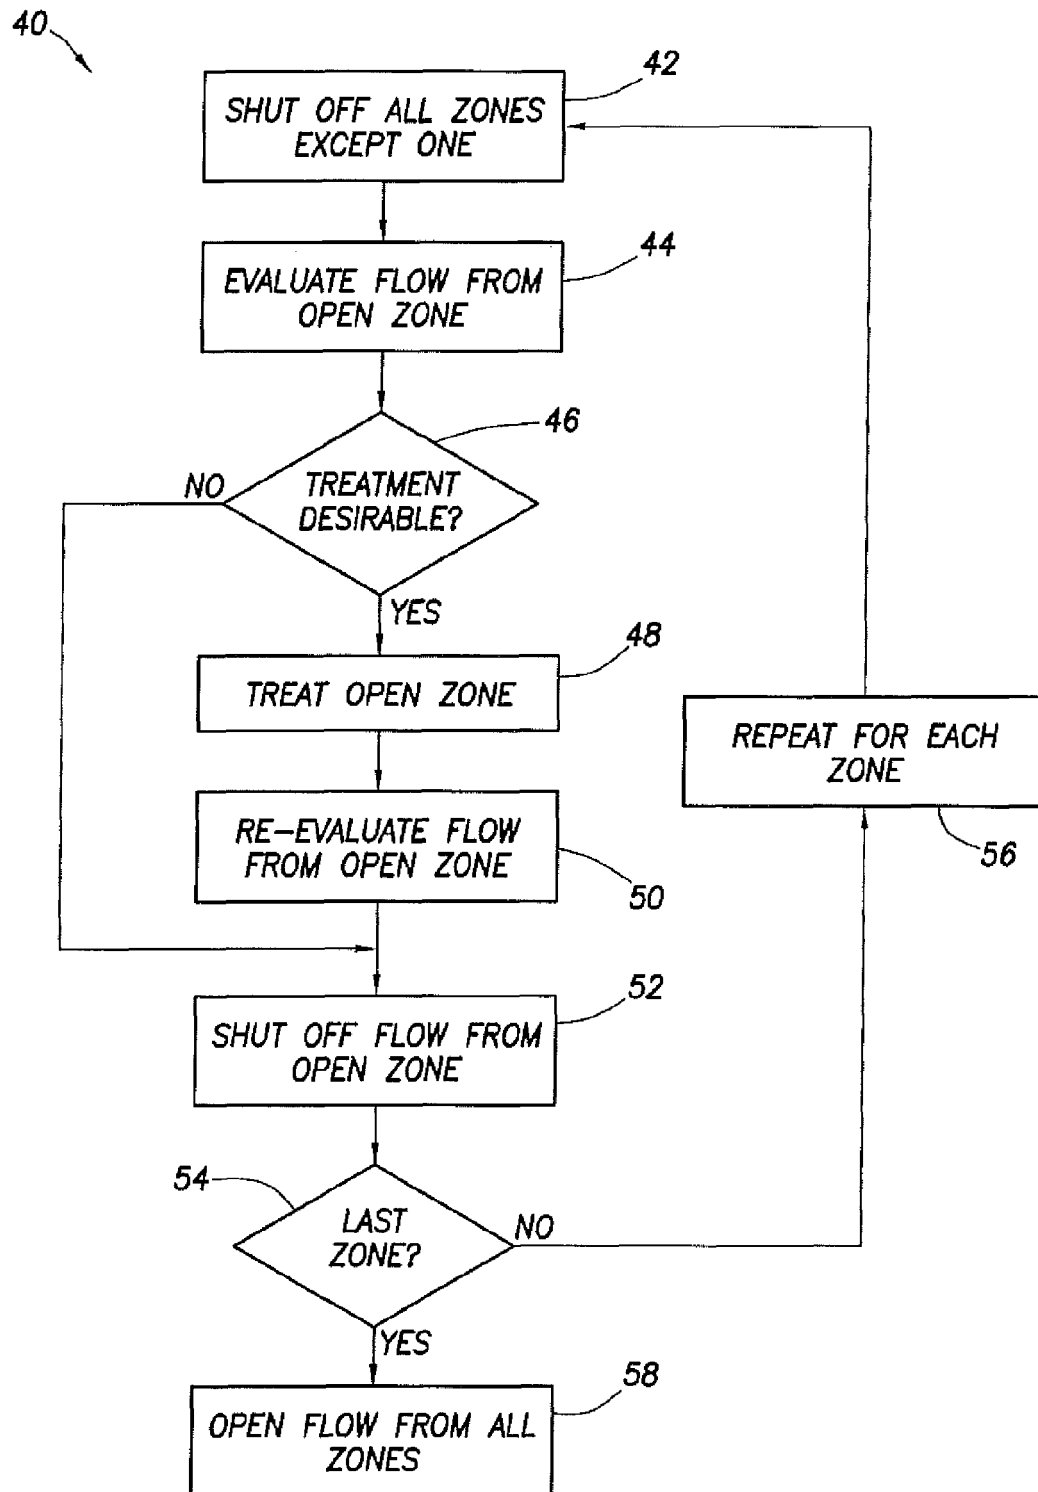 40
42
SHUT OFF ALL ZONES
EXCEPT ONE
44
EVALUATE FLOW FROM
OPEN ZONE
46
NO
TREATMENT
DESIRABLE?
YES
48
TREAT OPEN ZONE
REPEAT FOR EACH
ZONE
56
RE-EVALUATE FLOW
FROM OPEN ZONE
50
52
SHUT OFF FLOW FROM
OPEN ZONE
54
LAST
ZONE?
NO
YES
58
OPEN FLOW FROM ALL
ZONES